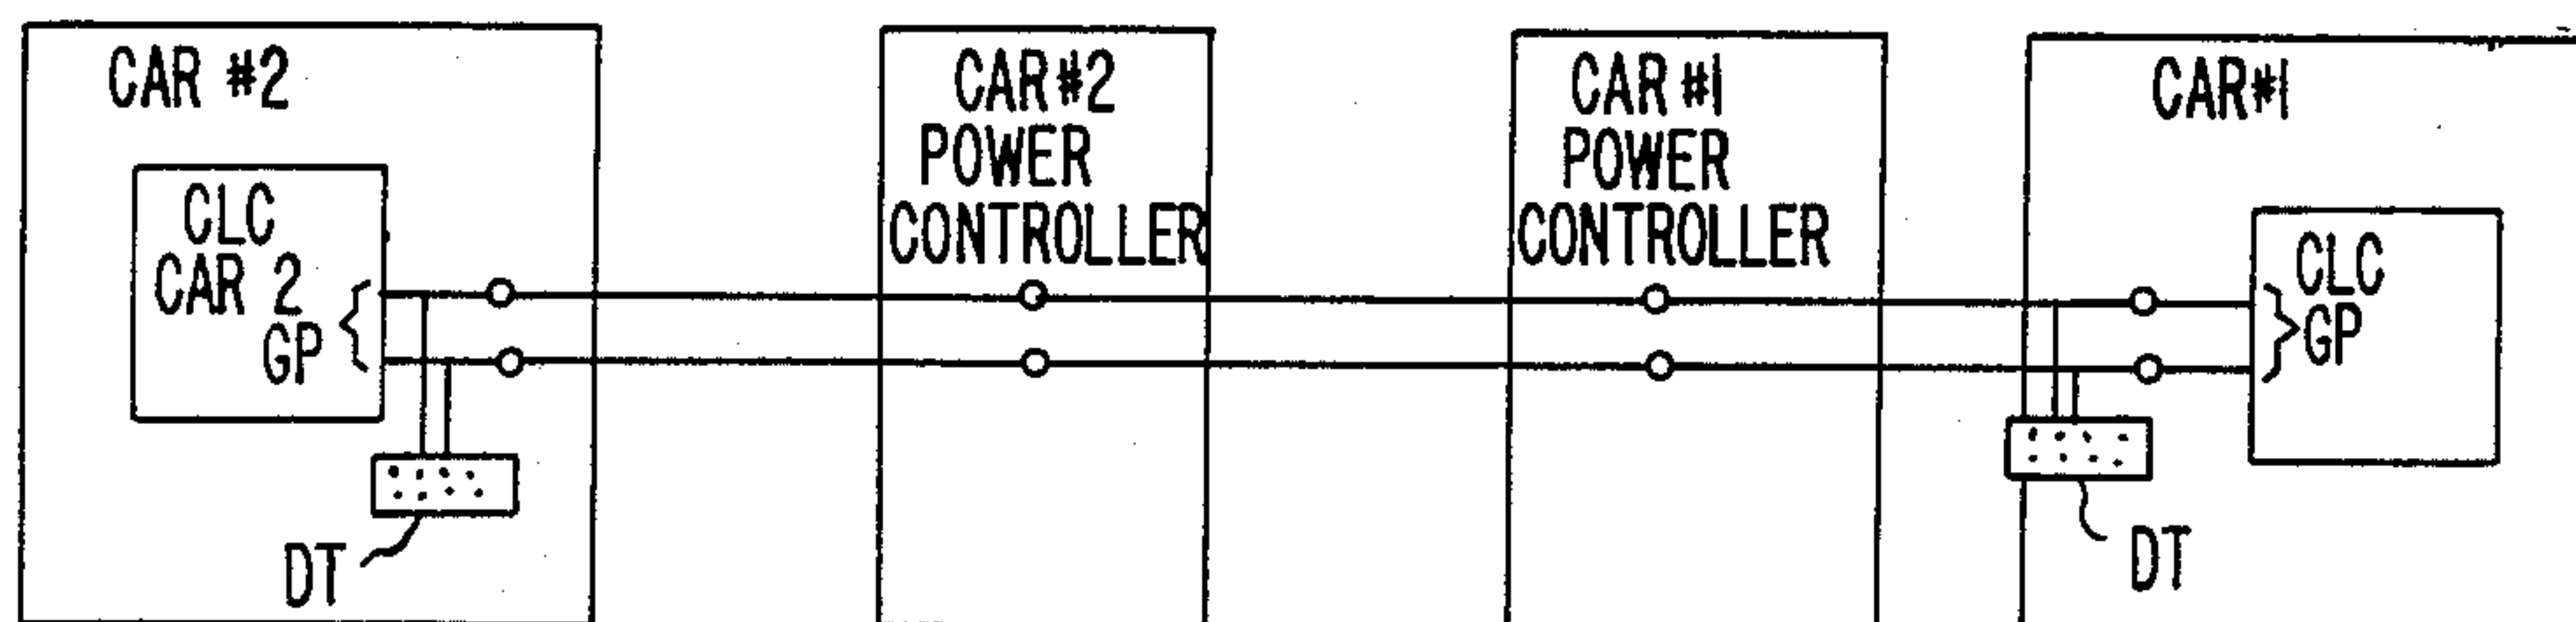 CAR #2
CLC
CAR 2
GP
DT
CAR #2
POWER
CONTROLLER
CAR #1
POWER
CONTROLLER
CAR #1
CLC
GP
DT